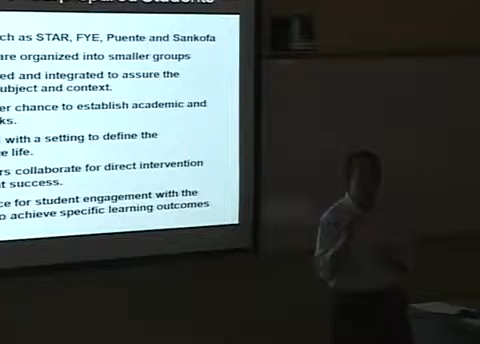 prepared Students
ch as STAR, FYE, Puente and Sankofa
are organized into smaller groups
ed and integrated to assure the
ubject and context.
er chance to establish academic and
ks.
with a setting to define the
e life.
rs collaborate for direct intervention
t success.
ce for student engagement with the
o achieve specific learning outcomes